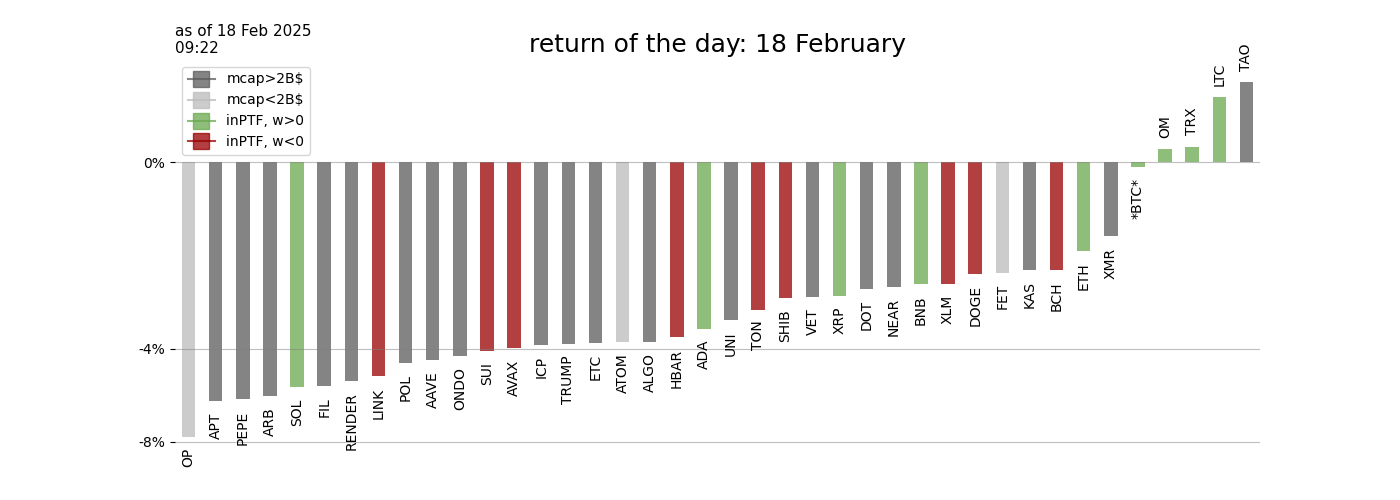 as of 18 Feb 2025
09:22
return of the day: 18 February
mcap>2B$
mcap<2B$
inPTF, w>0
inPTF, w<0
0%
-4%
-8%
OP
APT
PEPE
ARB
SOL
FIL
RENDER
LINK
POL
AAVE
ONDO
SUI
AVAX
ICP
TRUMP
ETC
ATOM
ALGO
HBAR
ADA
UNI
TON
SHIB
VET
XRP
DOT
NEAR
BNB
XLM
DOGE
FET
KAS
BCH
ETH
XMR
*BTC*
OM
TRX
LTC
TAO